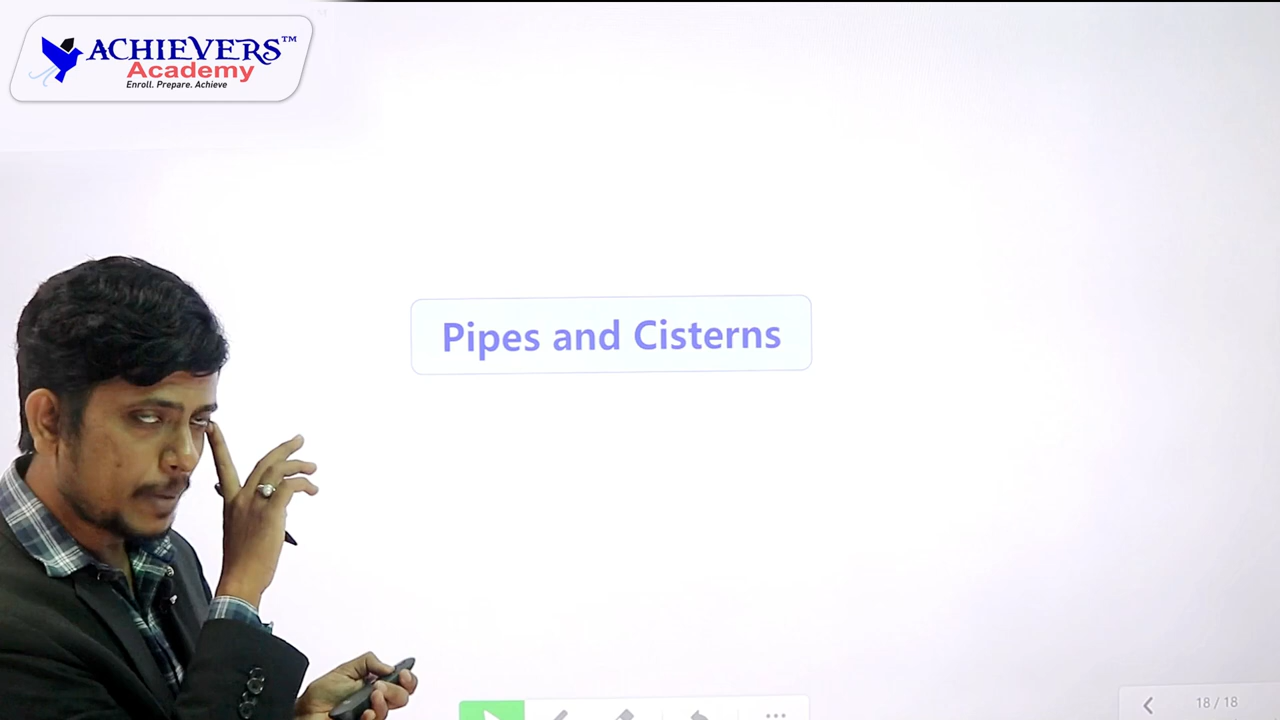 ACHIEVERS™
Academy
Enroll. Prepare. Achieve
Pipes and Cisterns
18 / 18